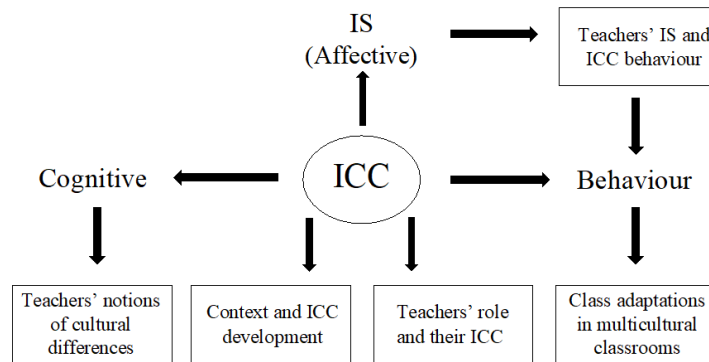 IS
(Affective)
Teachers’ IS and
ICC behaviour
Cognitive
ICC
Behaviour
Teachers’ notions
of cultural
differences
Context and ICC
development
Teachers’ role
and their ICC
Class adaptations
in multicultural
classrooms